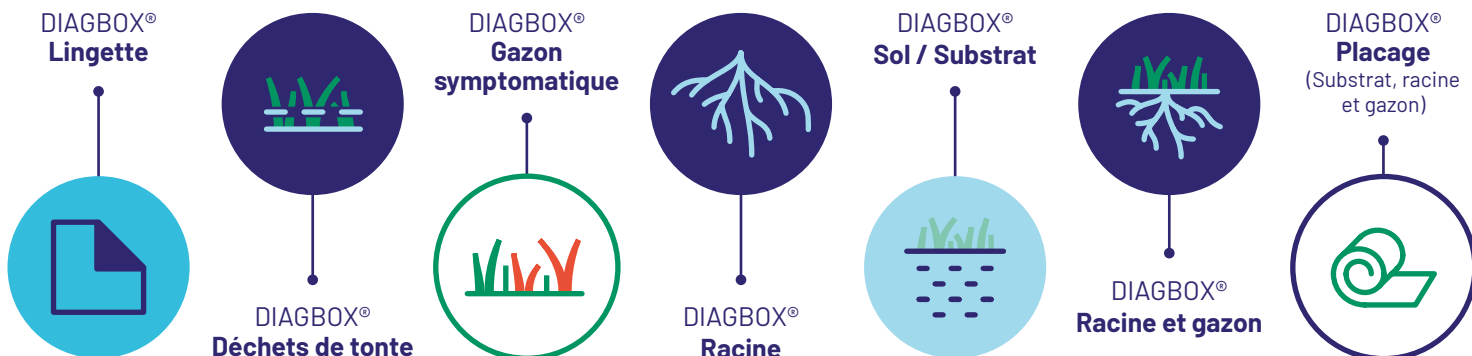 DIAGBOX®
Lingette
DIAGBOX®
Déchets de tonte
DIAGBOX®
Gazon
symptomatique
DIAGBOX®
Racine
DIAGBOX®
Sol / Substrat
DIAGBOX®
Racine et gazon
DIAGBOX®
Placage
(Substrat, racine
et gazon)